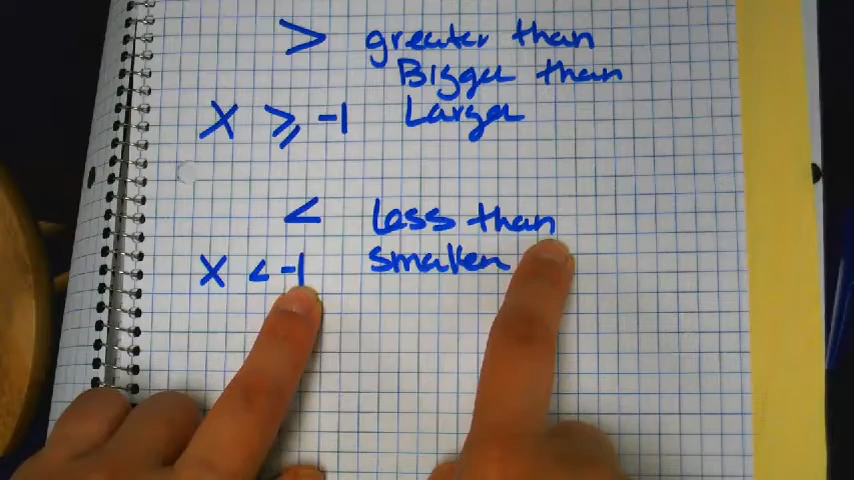 > greater than
Bigger than
X ⩾ -1 Larger
< Less than
X < -1 smaller